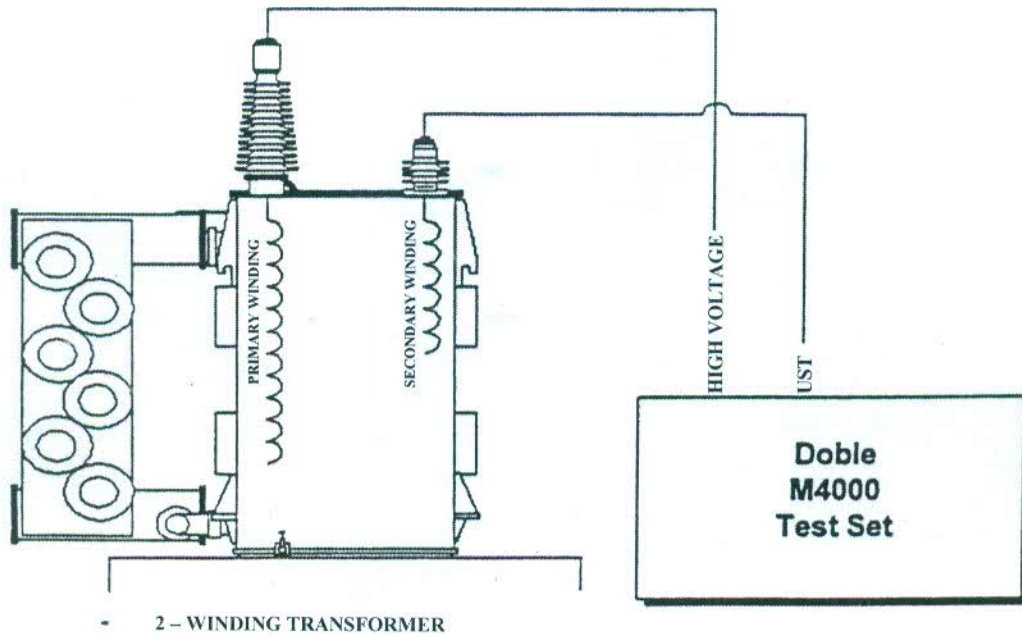 PRIMARY WINDING
SECONDARY WINDING
HIGH VOLTAGE
UST
Doble
M4000
Test Set
- 2 – WINDING TRANSFORMER